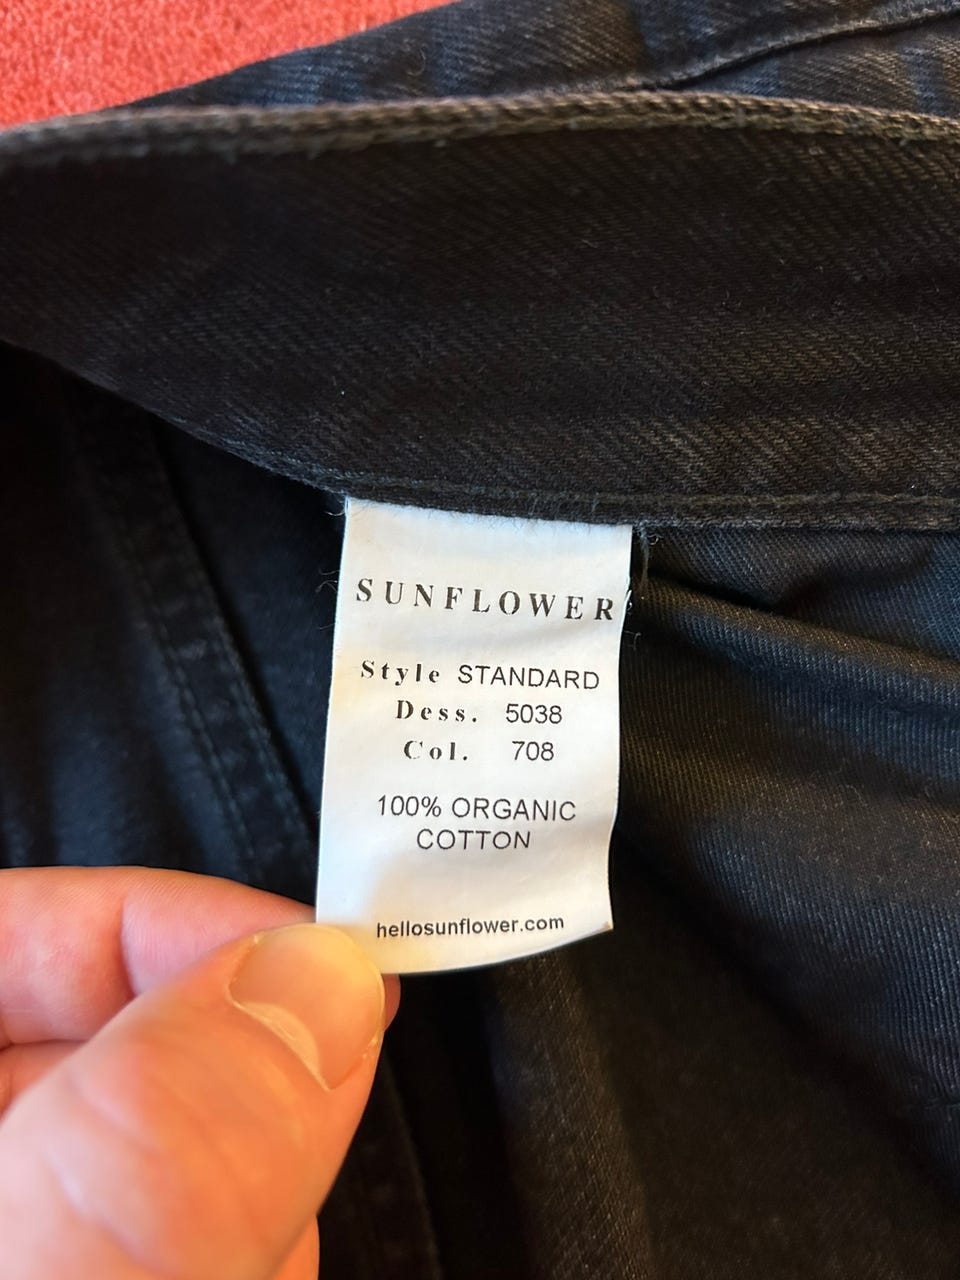 SUNFLOWER
Style STANDARD
Dess. 5038
Col. 708
100% ORGANIC
COTTON
hellosunflower.com